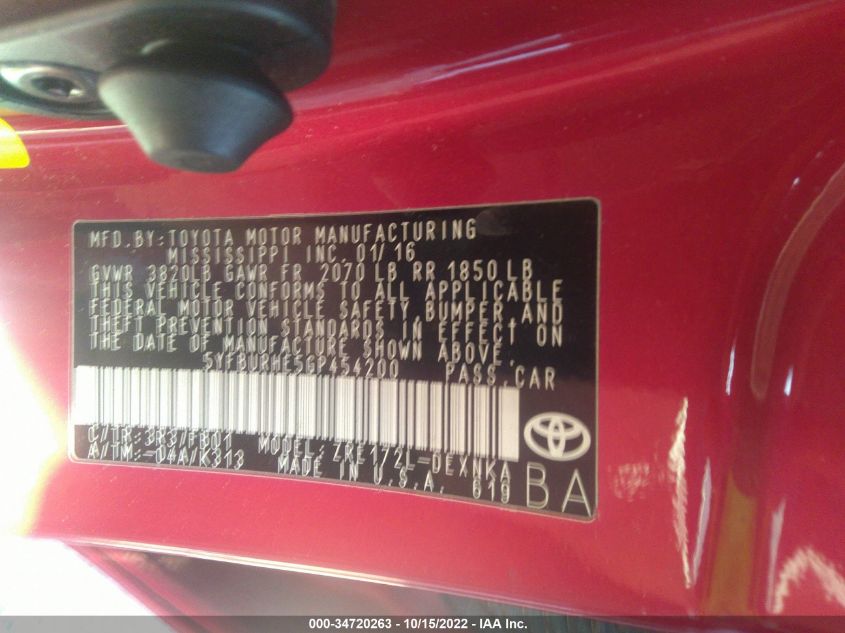 MFD. BY: TOYOTA MOTOR MANUFACTURING
MISSISSIPPI INC. 01/16
GVWR 3820LB GAWR FR 2070 LB RR 1850 LB
THIS VEHICLE CONFORMS TO ALL APPLICABLE
FEDERAL MOTOR VEHICLE SAFETY, BUMPER, AND
THEFT PREVENTION STANDARDS IN EFFECT ON
THE DATE OF MANUFACTURE SHOWN ABOVE.
5YFBURHE5GP454200 PASS. CAR
C/TR: 3R3/FB01 MODEL: ZRE172L-DEXNKA
A/TM: -04A/K313 MADE IN U.S.A. 619
BA
000-34720263 - 10/15/2022 - IAA Inc.